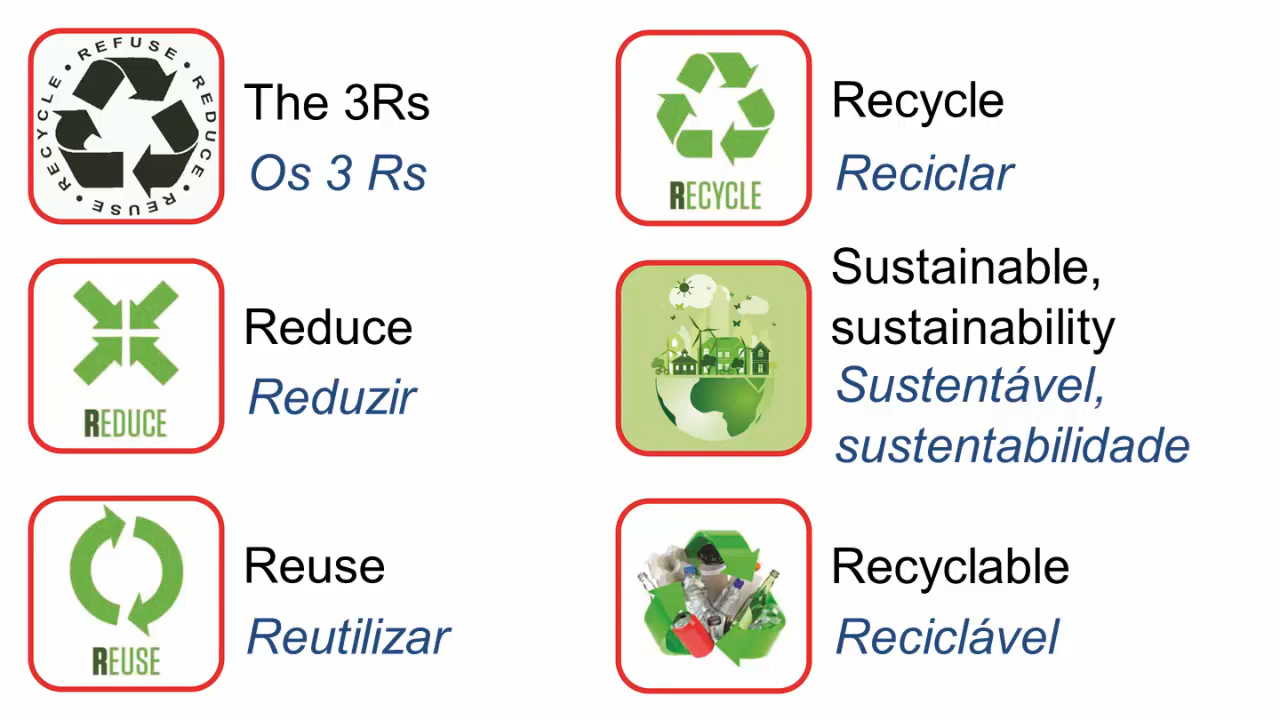 REFUSE • REDUCE • REUSE • RECYCLE •
The 3Rs
Os 3 Rs
REDUCE
Reduce
Reduzir
REUSE
Reuse
Reutilizar
RECYCLE
Recycle
Reciclar
Sustainable,
sustainability
Sustentável,
sustentabilidade
Recyclable
Reciclável